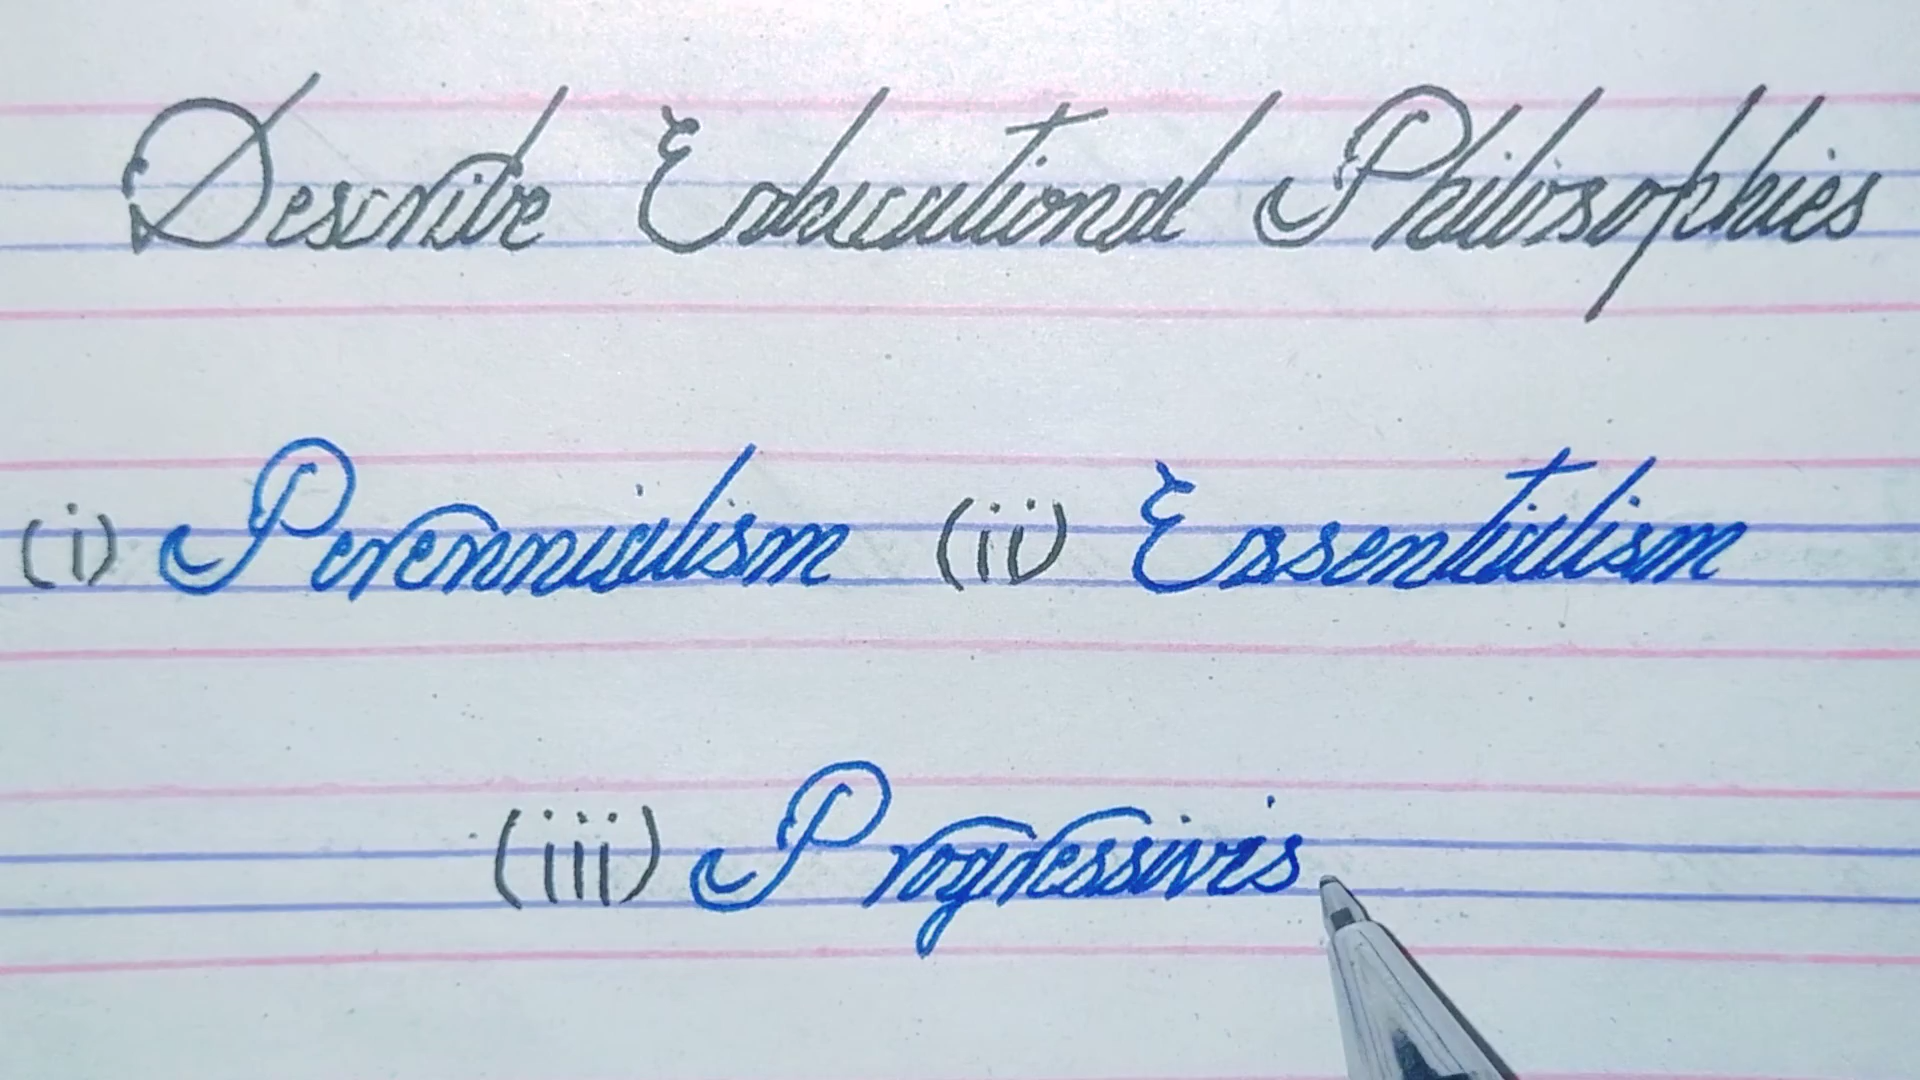 Describe Educational Philosophies
(i) Perennialism (ii) Essentialism
(iii) Progressivis